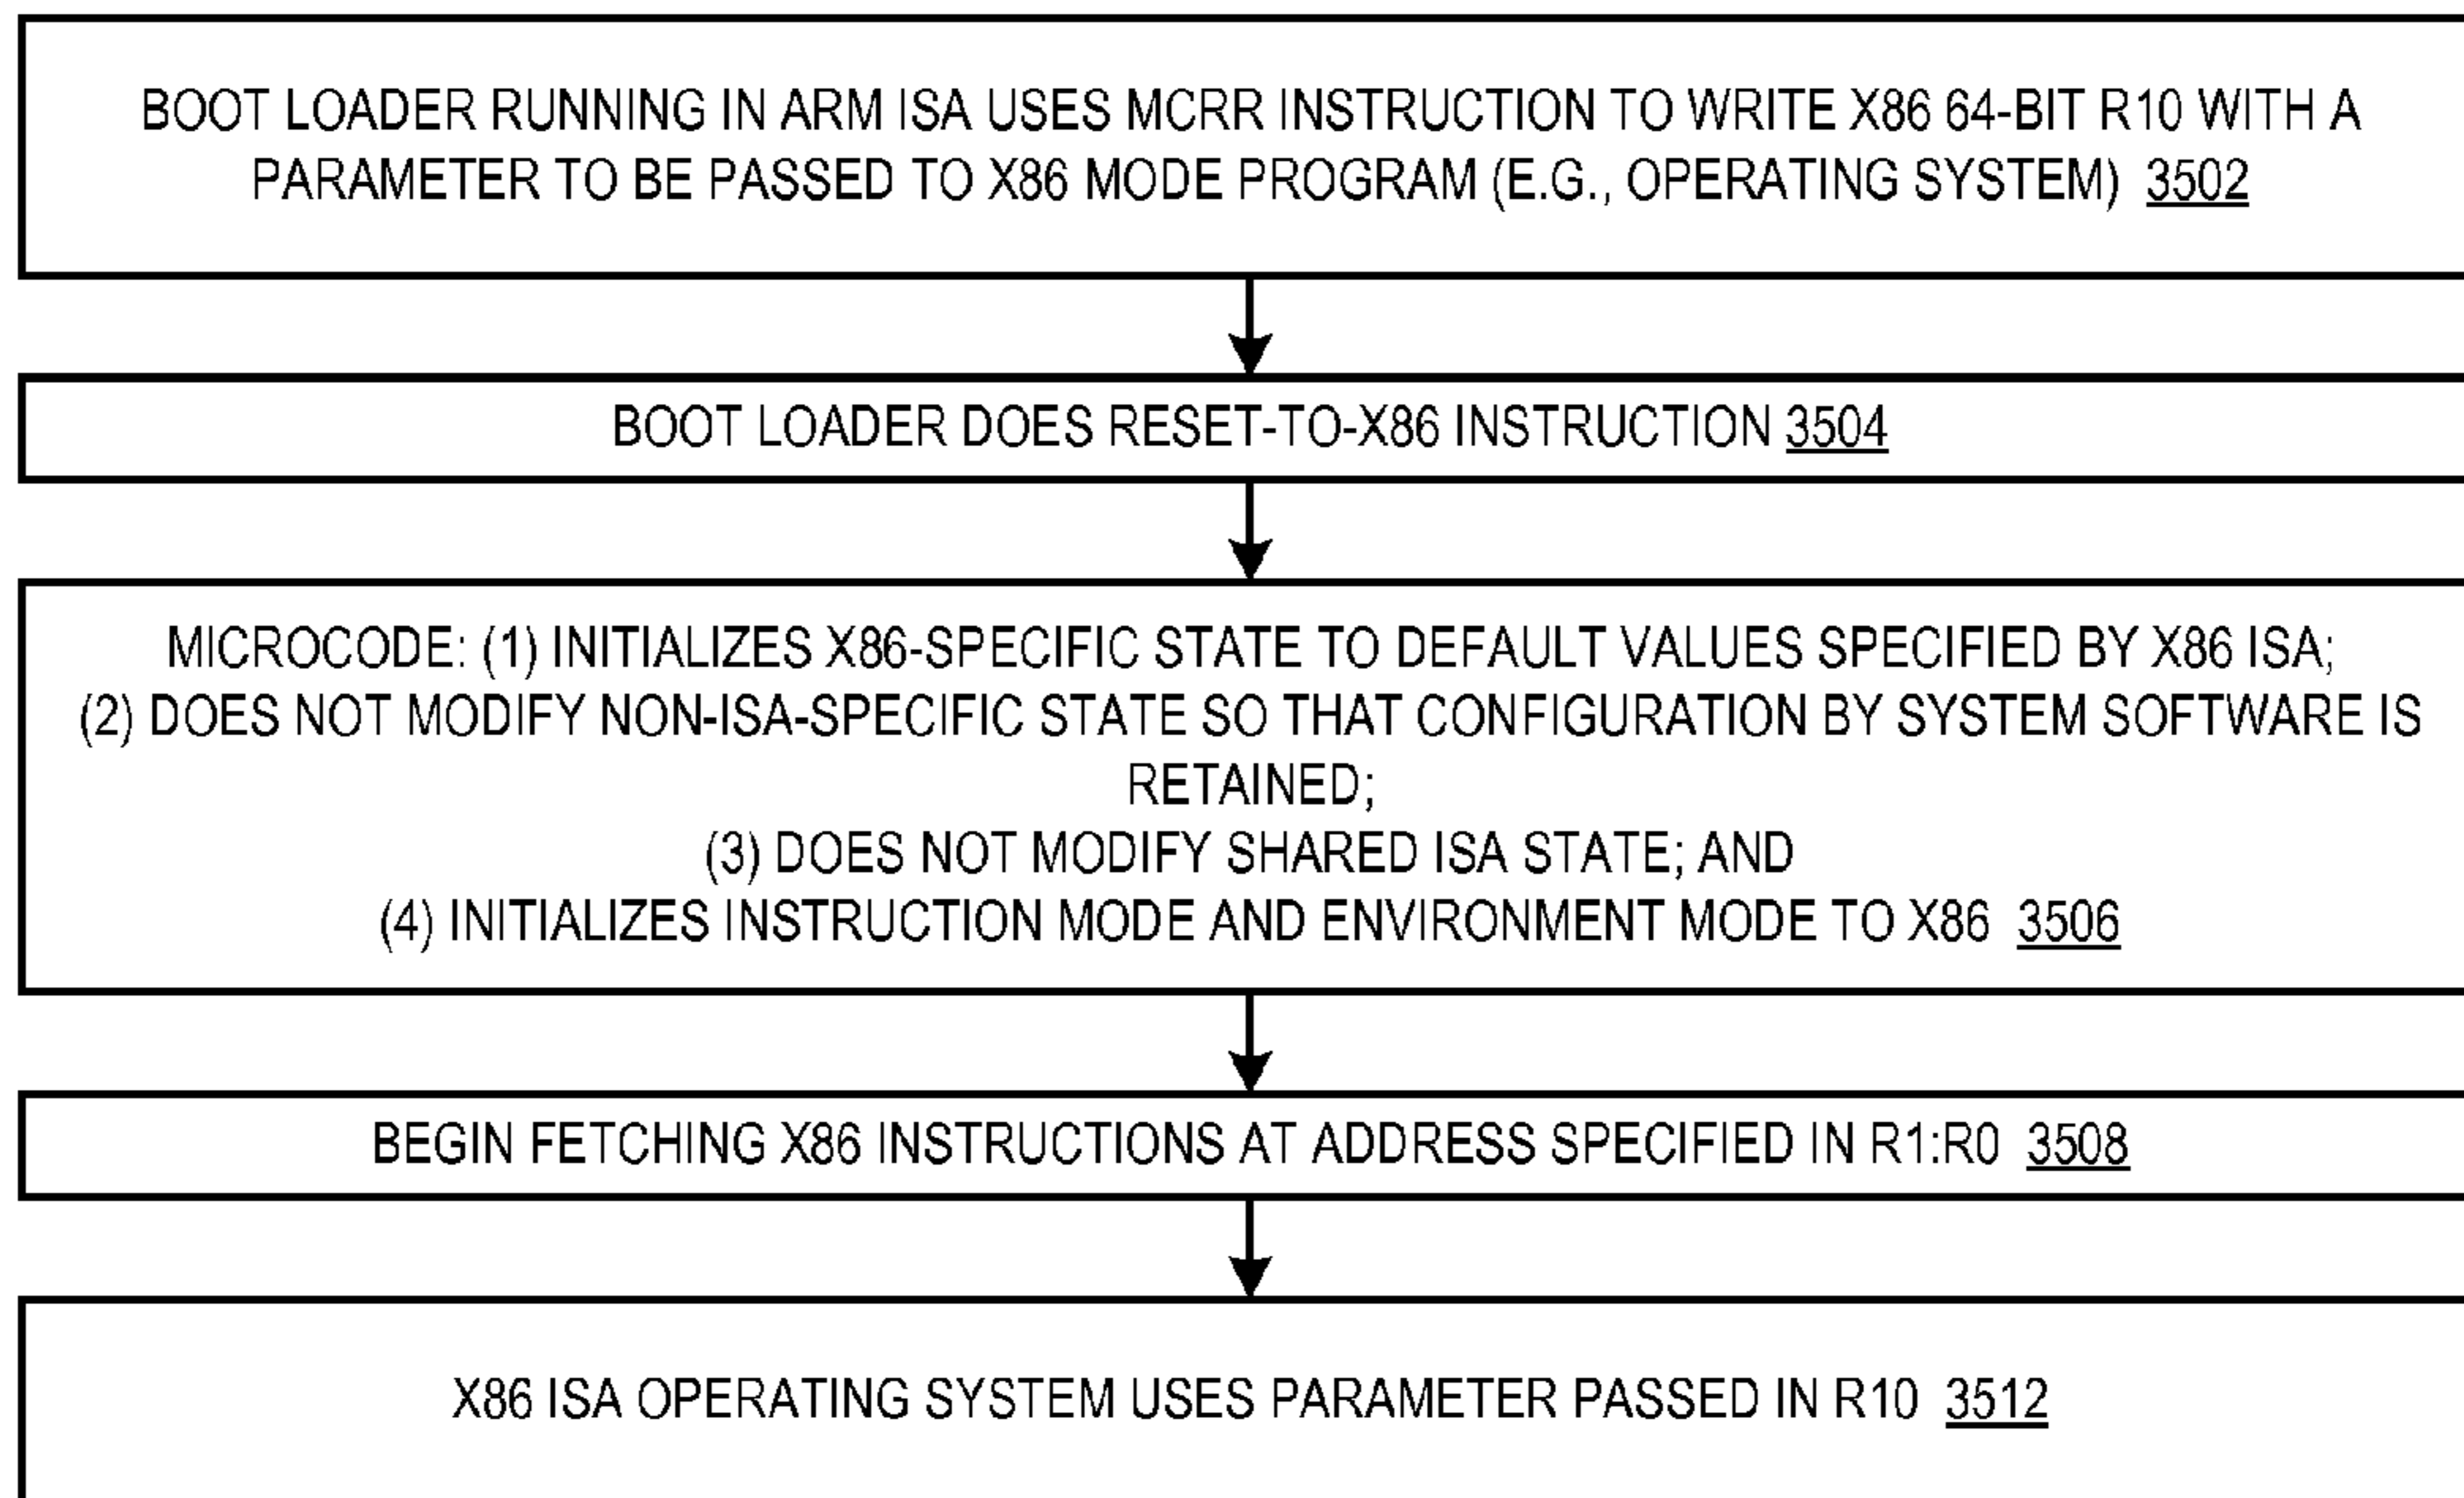 BOOT LOADER RUNNING IN ARM ISA USES MCRR INSTRUCTION TO WRITE X86 64-BIT R10 WITH A
PARAMETER TO BE PASSED TO X86 MODE PROGRAM (E.G., OPERATING SYSTEM) 3502
BOOT LOADER DOES RESET-TO-X86 INSTRUCTION 3504
MICROCODE: (1) INITIALIZES X86-SPECIFIC STATE TO DEFAULT VALUES SPECIFIED BY X86 ISA;
(2) DOES NOT MODIFY NON-ISA-SPECIFIC STATE SO THAT CONFIGURATION BY SYSTEM SOFTWARE IS
RETAINED;
(3) DOES NOT MODIFY SHARED ISA STATE; AND
(4) INITIALIZES INSTRUCTION MODE AND ENVIRONMENT MODE TO X86 3506
BEGIN FETCHING X86 INSTRUCTIONS AT ADDRESS SPECIFIED IN R1:R0 3508
X86 ISA OPERATING SYSTEM USES PARAMETER PASSED IN R10 3512